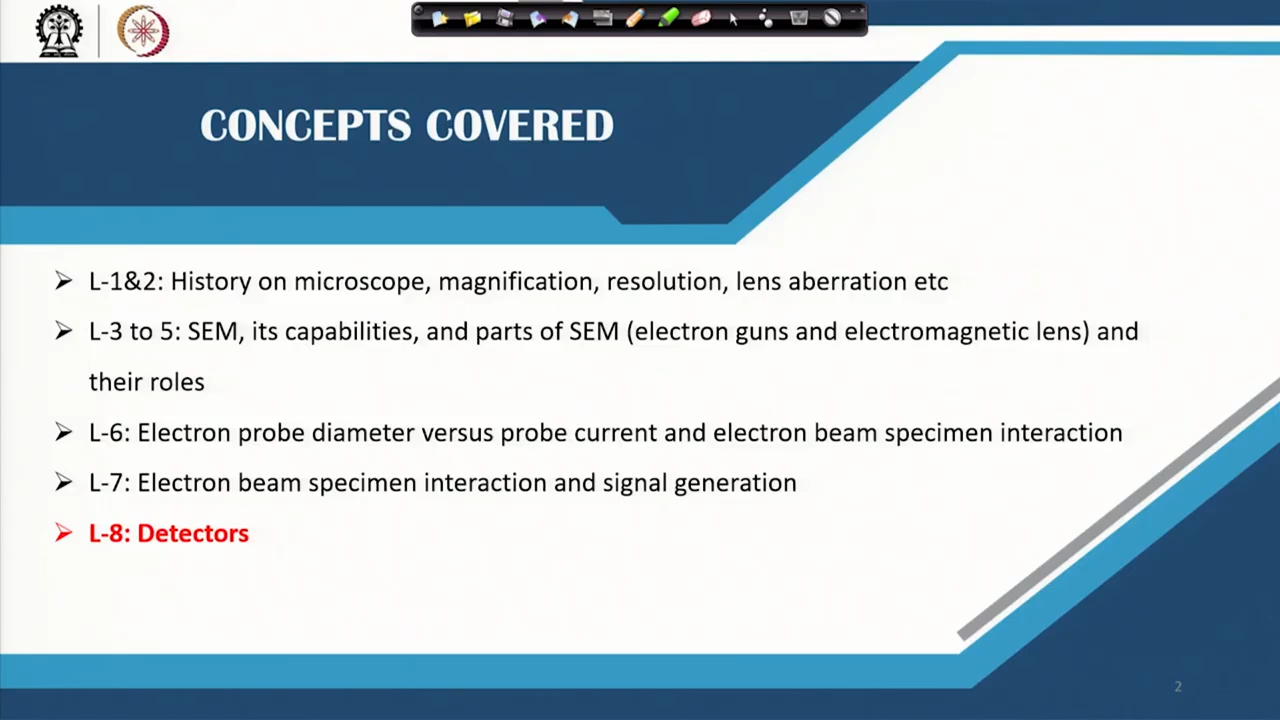 CONCEPTS COVERED
➢ L-1&2: History on microscope, magnification, resolution, lens aberration etc
➢ L-3 to 5: SEM, its capabilities, and parts of SEM (electron guns and electromagnetic lens) and
their roles
➢ L-6: Electron probe diameter versus probe current and electron beam specimen interaction
➢ L-7: Electron beam specimen interaction and signal generation
➢ L-8: Detectors
2